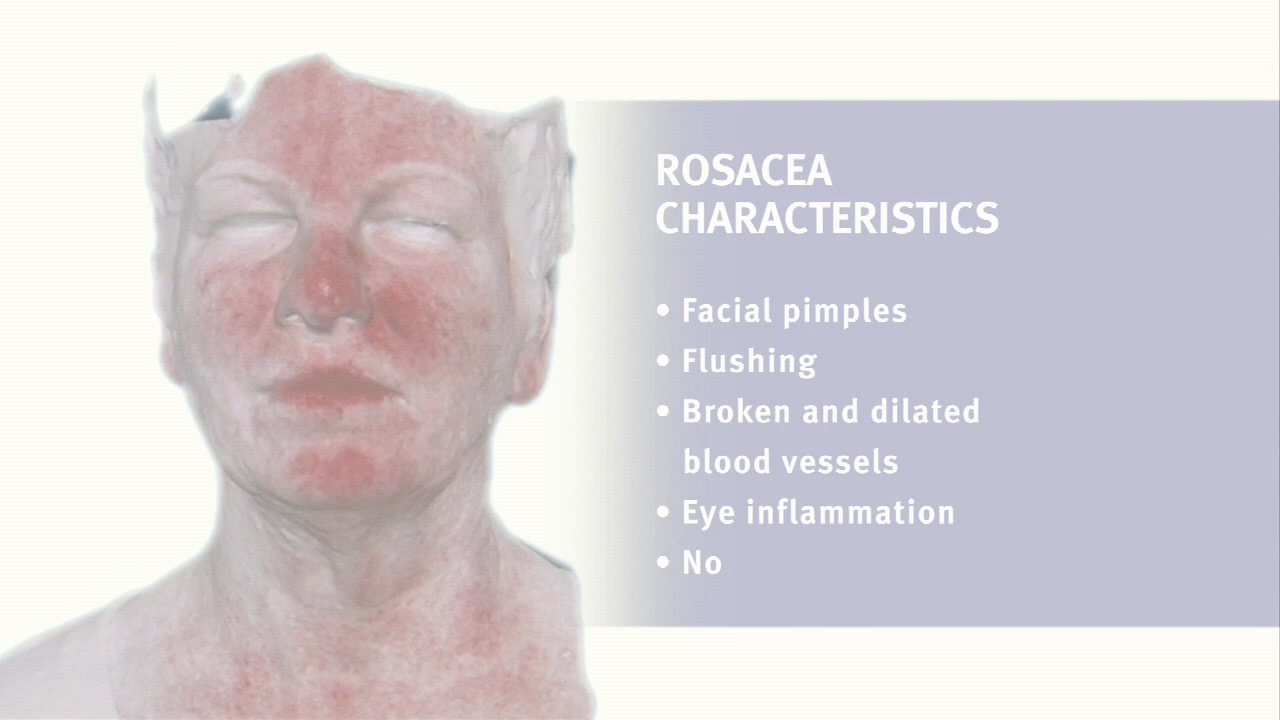 ROSACEA
CHARACTERISTICS
• Facial pimples
• Flushing
• Broken and dilated
blood vessels
• Eye inflammation
• No